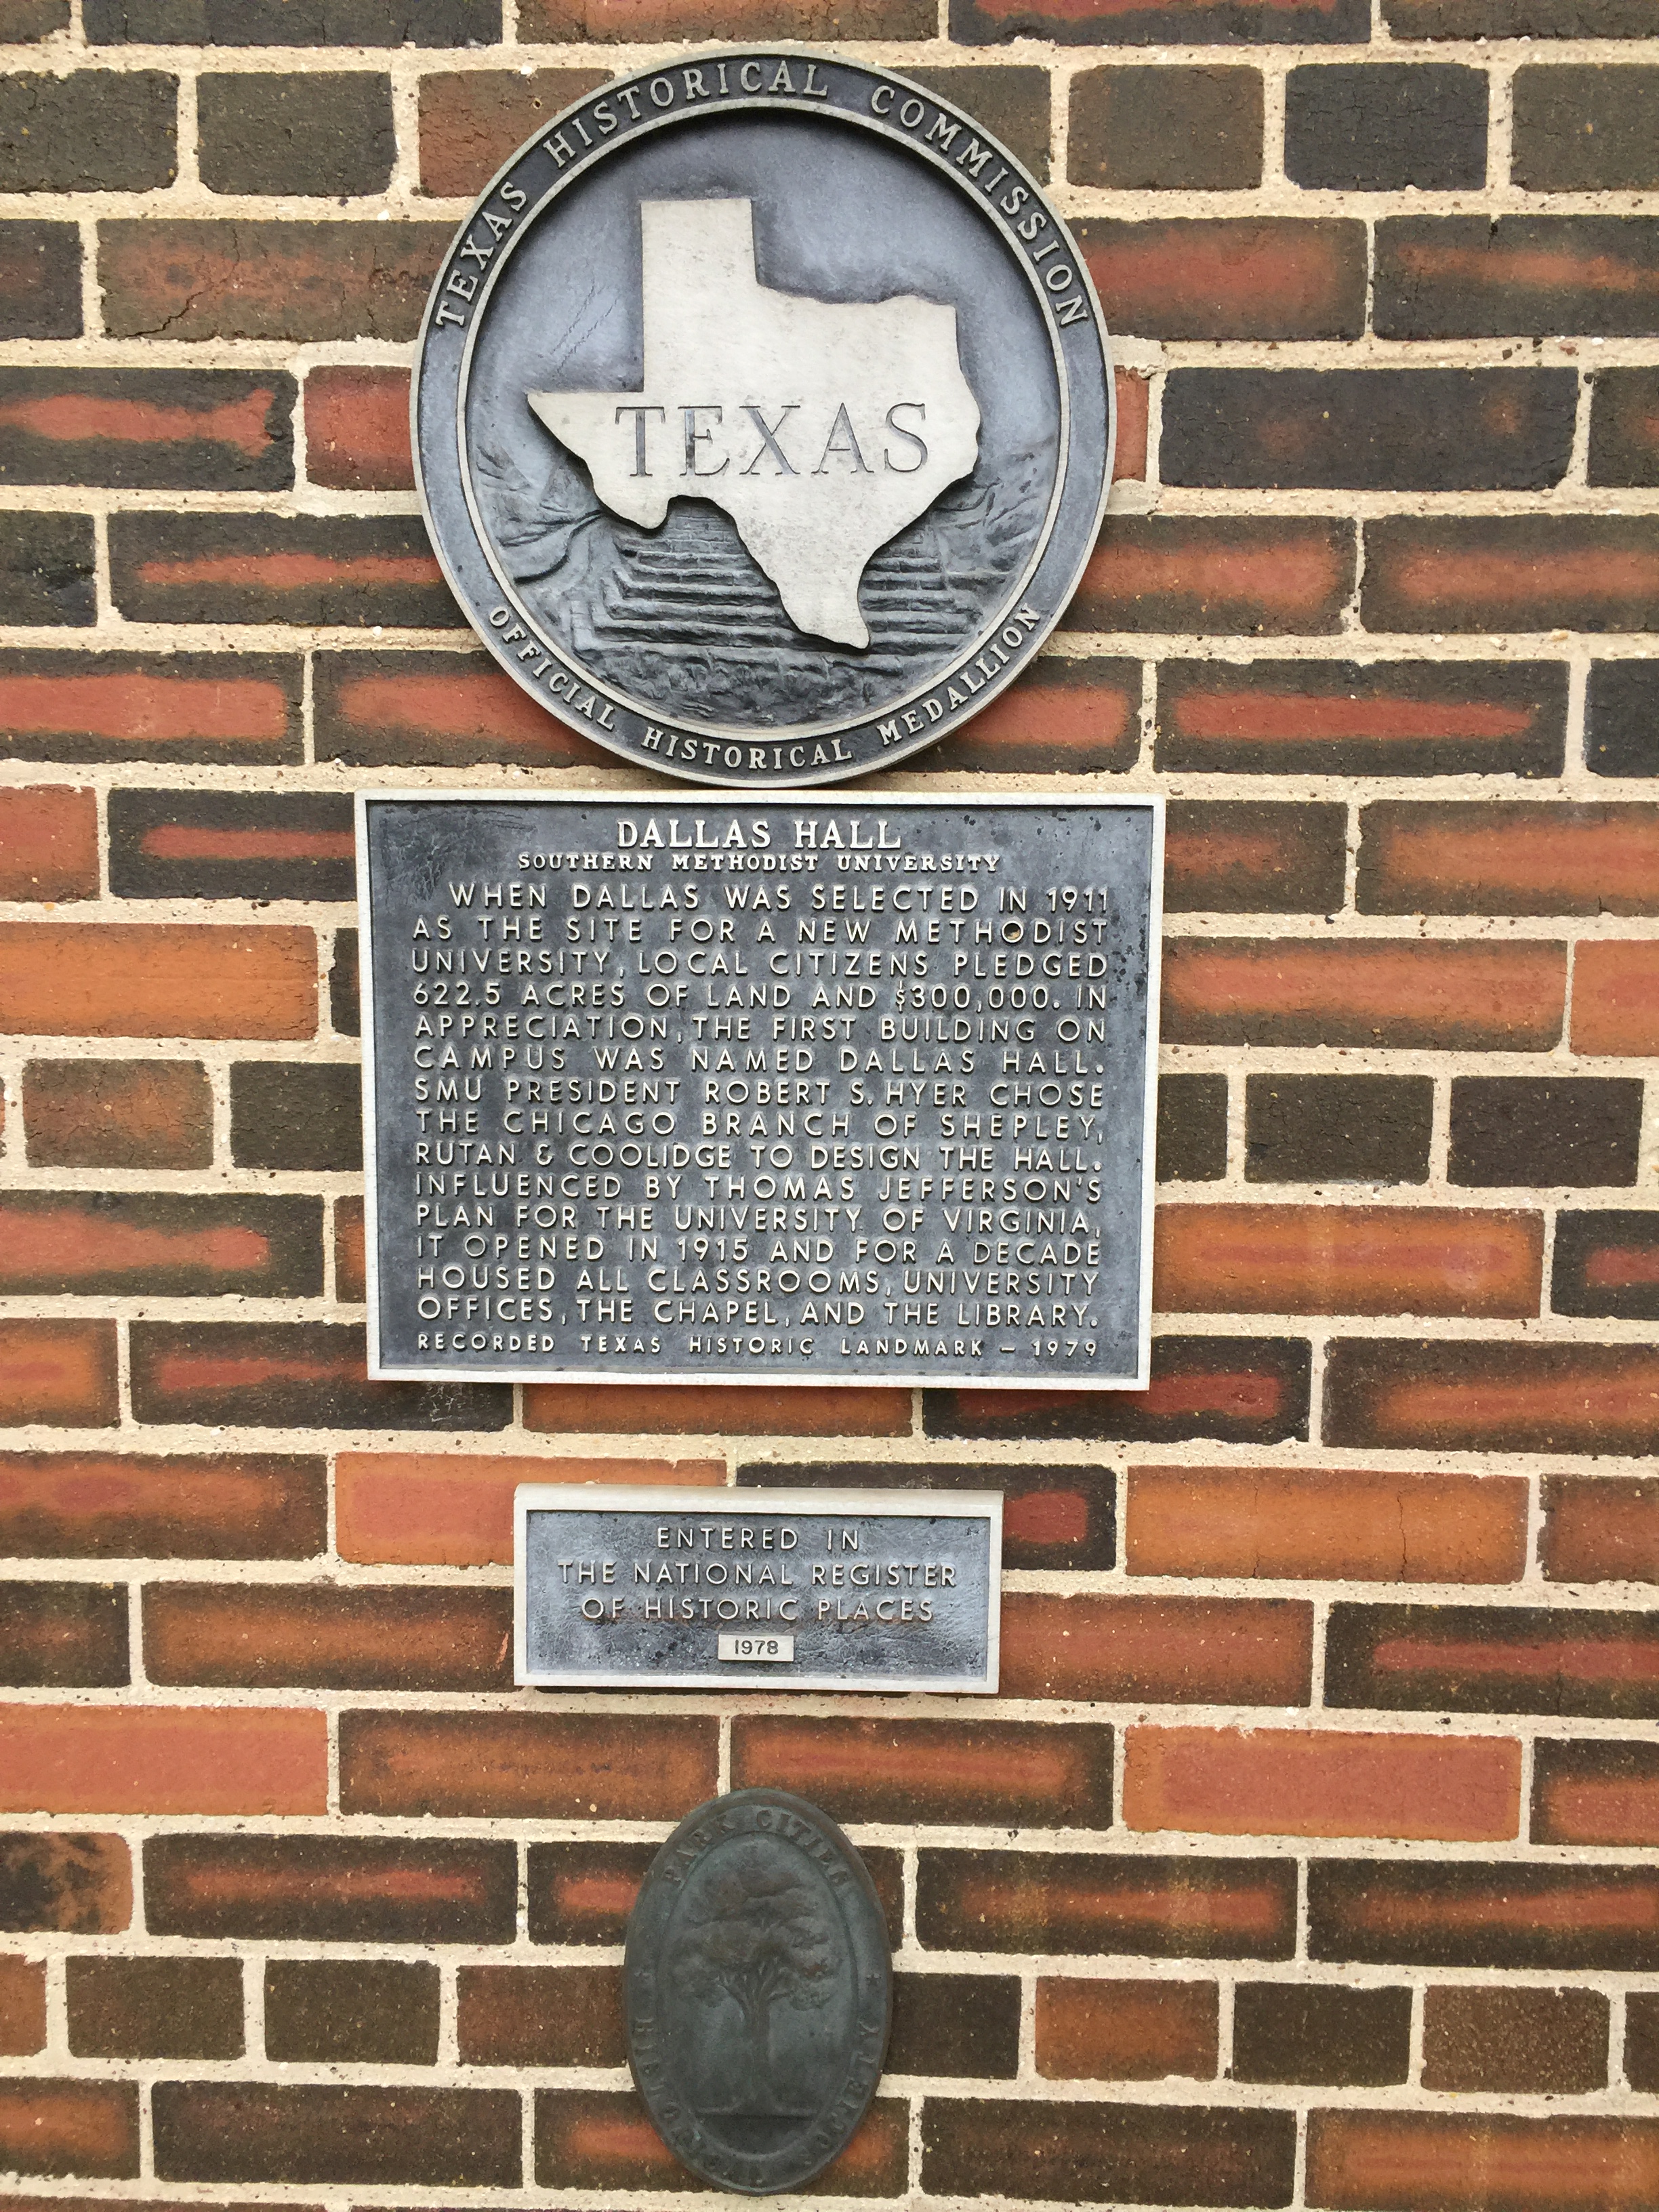 TEXAS HISTORICAL COMMISSION
TEXAS
OFFICIAL HISTORICAL MEDALLION
DALLAS HALL
SOUTHERN METHODIST UNIVERSITY
WHEN DALLAS WAS SELECTED IN 1911
AS THE SITE FOR A NEW METHODIST
UNIVERSITY, LOCAL CITIZENS PLEDGED
622.5 ACRES OF LAND AND $300,000. IN
APPRECIATION, THE FIRST BUILDING ON
CAMPUS WAS NAMED DALLAS HALL.
SMU PRESIDENT ROBERT S. HYER CHOSE
THE CHICAGO BRANCH OF SHEPLEY,
RUTAN & COOLIDGE TO DESIGN THE HALL.
INFLUENCED BY THOMAS JEFFERSON'S
PLAN FOR THE UNIVERSITY OF VIRGINIA,
IT OPENED IN 1915 AND FOR A DECADE
HOUSED ALL CLASSROOMS, UNIVERSITY
OFFICES, THE CHAPEL, AND THE LIBRARY.
RECORDED TEXAS HISTORIC LANDMARK – 1979
ENTERED IN
THE NATIONAL REGISTER
OF HISTORIC PLACES
1978
PARK CITIES
HISTORICAL SOCIETY